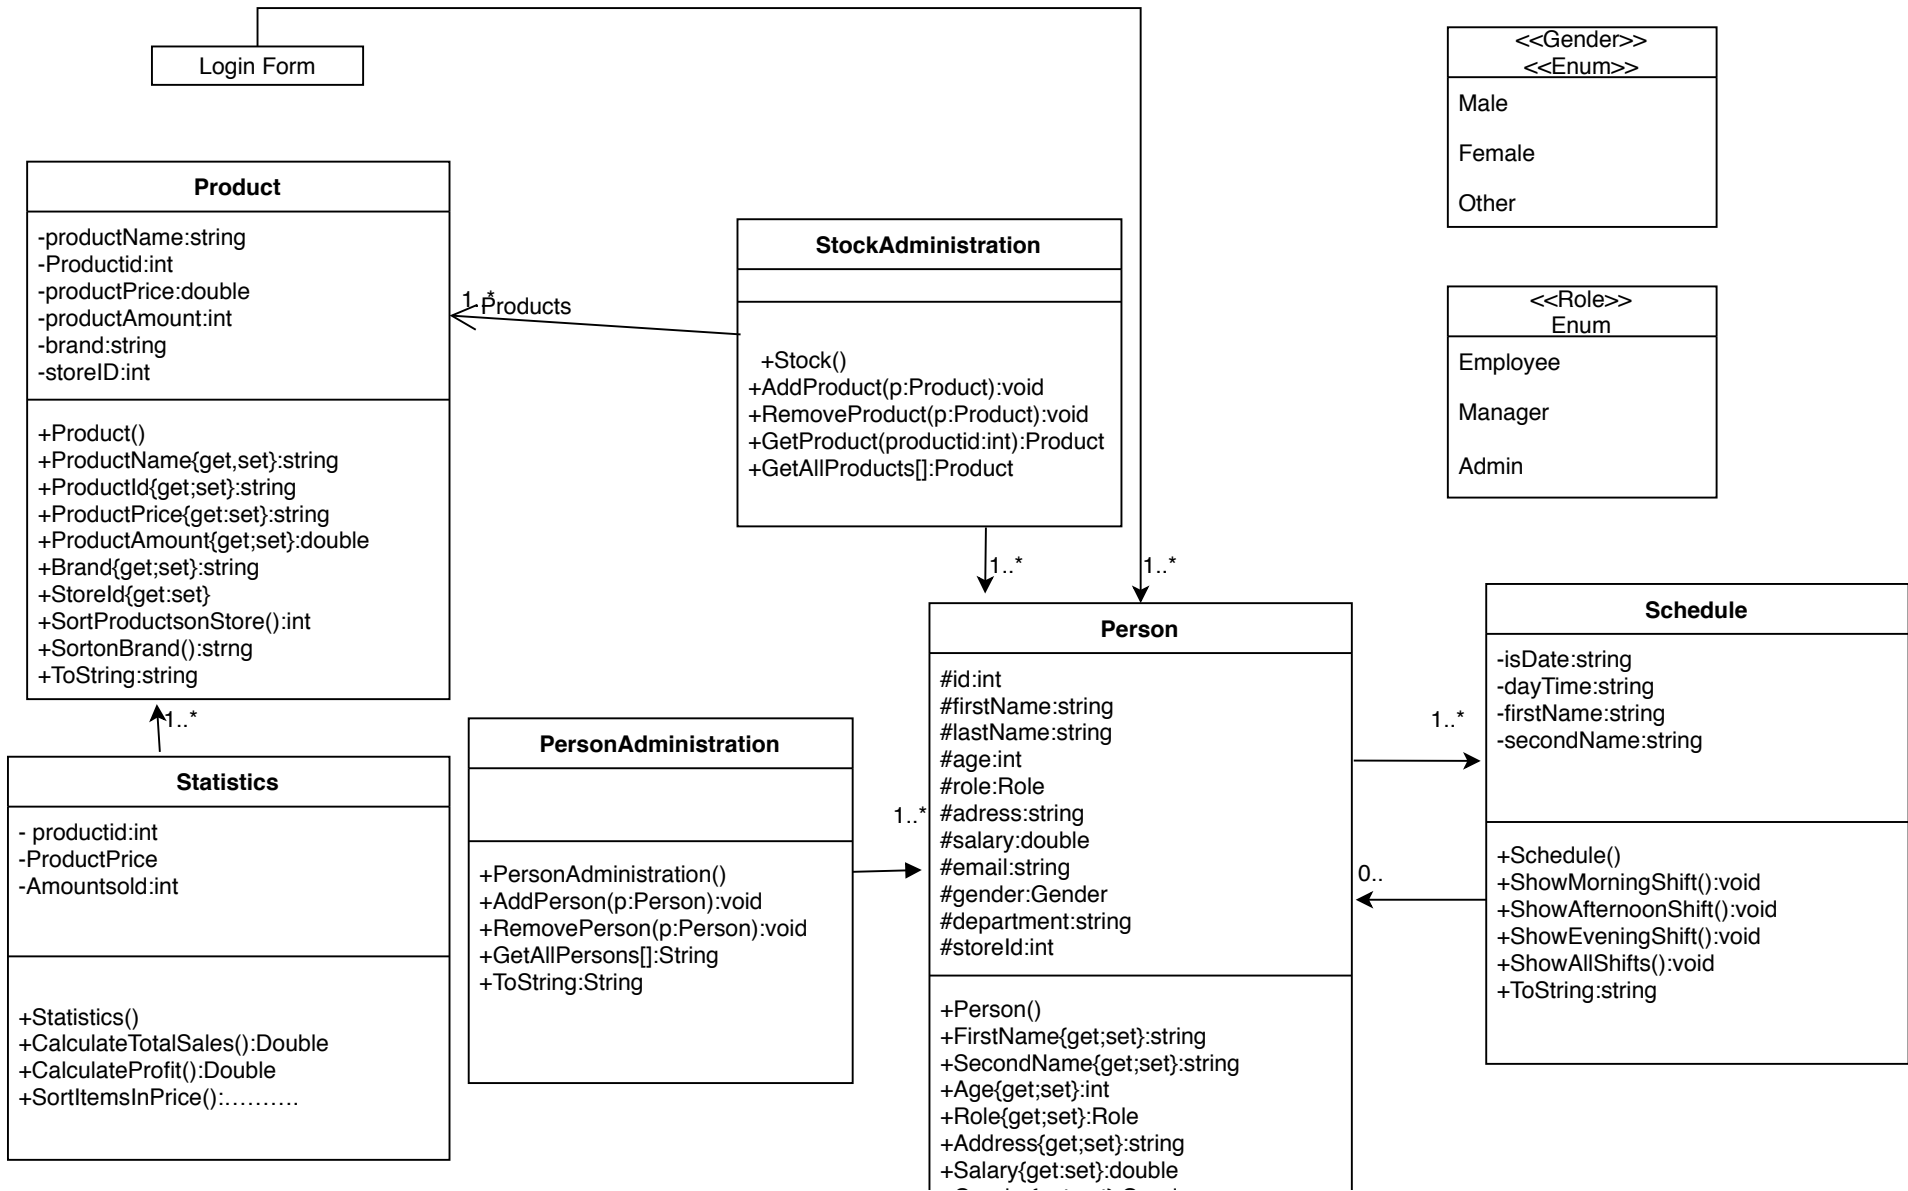 Login Form
<<Gender>>
<<Enum>>
Male
Female
Other
Product
-productName:string
-Productid:int
-productPrice:double
-productAmount:int
-brand:string
-storeID:int
+Product()
+ProductName{get,set}:string
+ProductId{get;set}:string
+ProductPrice{get:set}:string
+ProductAmount{get;set}:double
+Brand{get;set}:string
+StoreId{get:set}
+SortProductsonStore():int
+SortonBrand():strng
+ToString:string
1..*
Products
StockAdministration
+Stock()
+AddProduct(p:Product):void
+RemoveProduct(p:Product):void
+GetProduct(productid:int):Product
+GetAllProducts[]:Product
<<Role>>
Enum
Employee
Manager
Admin
1..*
1..*
1..*
Statistics
- productid:int
-ProductPrice
-Amountsold:int
+Statistics()
+CalculateTotalSales():Double
+CalculateProfit():Double
+SortItemsInPrice():..........
PersonAdministration
+PersonAdministration()
+AddPerson(p:Person):void
+RemovePerson(p:Person):void
+GetAllPersons[]:String
+ToString:String
1..*
Person
#id:int
#firstName:string
#lastName:string
#age:int
#role:Role
#adress:string
#salary:double
#email:string
#gender:Gender
#department:string
#storeId:int
+Person()
+FirstName{get;set}:string
+SecondName{get;set}:string
+Age{get;set}:int
+Role{get;set}:Role
+Address{get;set}:string
+Salary{get:set}:double
1..*
0..
Schedule
-isDate:string
-dayTime:string
-firstName:string
-secondName:string
+Schedule()
+ShowMorningShift():void
+ShowAfternoonShift():void
+ShowEveningShift():void
+ShowAllShifts():void
+ToString:string